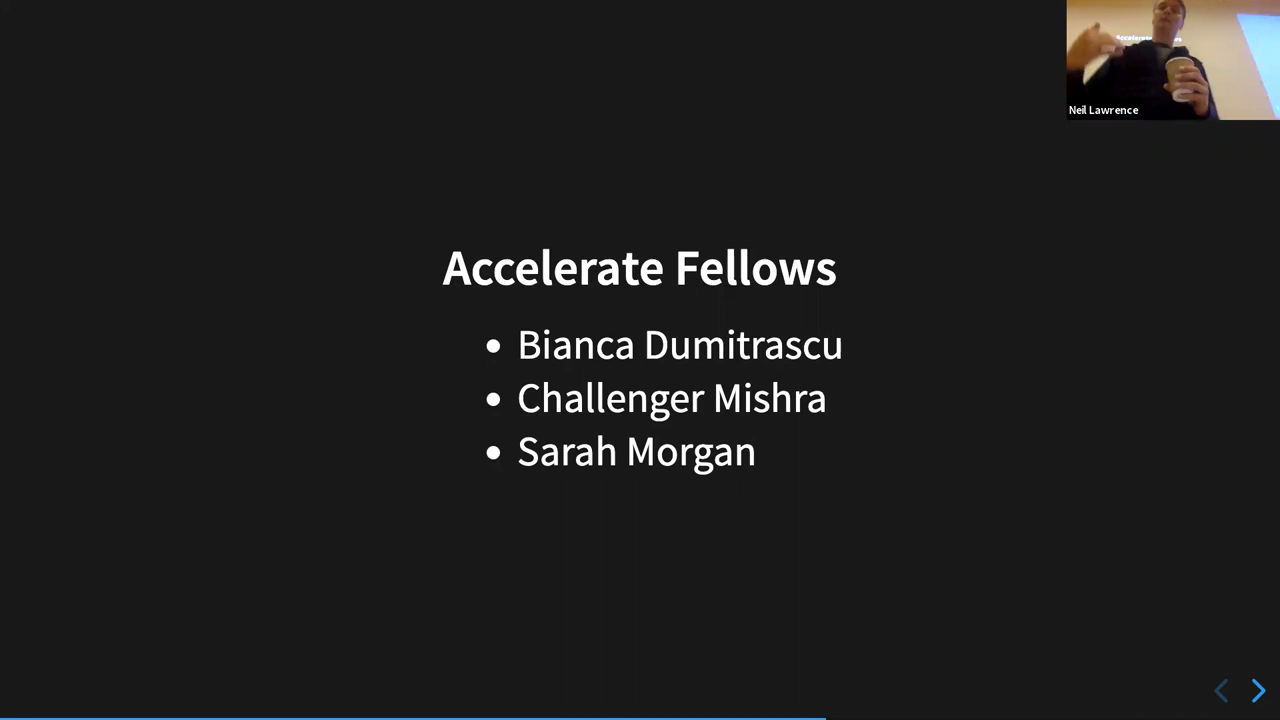 Neil Lawrence
Accelerate Fellows
Bianca Dumitrascu
Challenger Mishra
Sarah Morgan